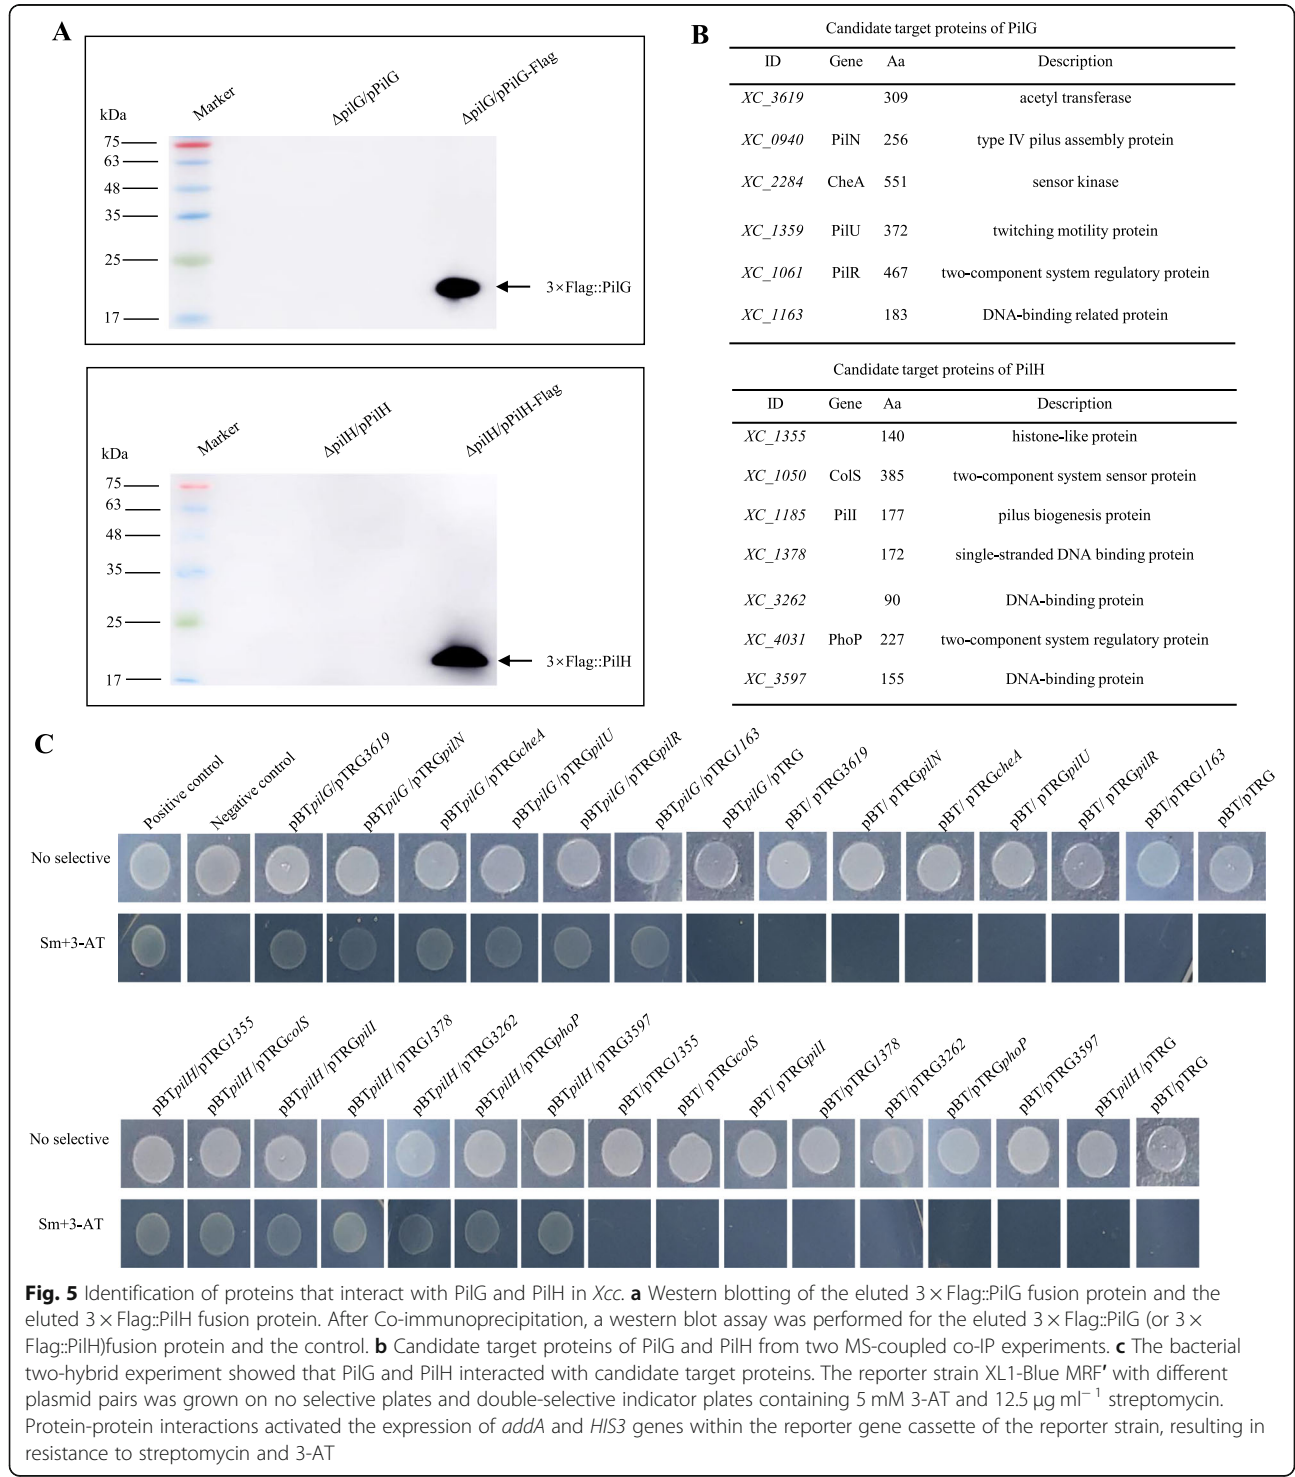 A
kDa
Marker
ΔpilG/pPilG
ΔpilG/pPilG-Flag
75
63
48
35
25
17
3×Flag::PilG
kDa
Marker
ΔpilH/pPilH
ΔpilH/pPilH-Flag
75
63
48
35
25
17
3×Flag::PilH
B
Candidate target proteins of PilG
ID Gene Aa Description
XC_3619 309 acetyl transferase
XC_0940 PilN 256 type IV pilus assembly protein
XC_2284 CheA 551 sensor kinase
XC_1359 PilU 372 twitching motility protein
XC_1061 PilR 467 two-component system regulatory protein
XC_1163 183 DNA-binding related protein
Candidate target proteins of PilH
ID Gene Aa Description
XC_1355 140 histone-like protein
XC_1050 ColS 385 two-component system sensor protein
XC_1185 PilI 177 pilus biogenesis protein
XC_1378 172 single-stranded DNA binding protein
XC_3262 90 DNA-binding protein
XC_4031 PhoP 227 two-component system regulatory protein
XC_3597 155 DNA-binding protein
C
Positive control
Negative control
pBTpilG/pTRG3619
pBTpilG/pTRGpilN
pBTpilG/pTRGcheA
pBTpilG/pTRGpilU
pBTpilG/pTRGpilR
pBTpilG/pTRG1163
pBTpilG/pTRG
pBT/ pTRG3619
pBT/ pTRGpilN
pBT/ pTRGcheA
pBT/ pTRGpilU
pBT/ pTRGpilR
pBT/pTRG1163
pBT/pTRG
No selective
Sm+3-AT
pBTpilH/pTRG1355
pBTpilH/pTRGcolS
pBTpilH/pTRGpilI
pBTpilH/pTRG1378
pBTpilH/pTRG3262
pBTpilH/pTRGphoP
pBTpilH/pTRG3597
pBT/pTRG1355
pBT/ pTRGcolS
pBT/ pTRGpilI
pBT/pTRG1378
pBT/pTRG3262
pBT/pTRGphoP
pBT/pTRG3597
pBTpilH/pTRG
pBT/pTRG
No selective
Sm+3-AT
Fig. 5 Identification of proteins that interact with PilG and PilH in Xcc. a Western blotting of the eluted 3 × Flag::PilG fusion protein and the
eluted 3 × Flag::PilH fusion protein. After Co-immunoprecipitation, a western blot assay was performed for the eluted 3 × Flag::PilG (or 3 ×
Flag::PilH)fusion protein and the control. b Candidate target proteins of PilG and PilH from two MS-coupled co-IP experiments. c The bacterial
two-hybrid experiment showed that PilG and PilH interacted with candidate target proteins. The reporter strain XL1-Blue MRF′ with different
plasmid pairs was grown on no selective plates and double-selective indicator plates containing 5 mM 3-AT and 12.5 μg ml⁻¹ streptomycin.
Protein-protein interactions activated the expression of addA and HIS3 genes within the reporter gene cassette of the reporter strain, resulting in
resistance to streptomycin and 3-AT